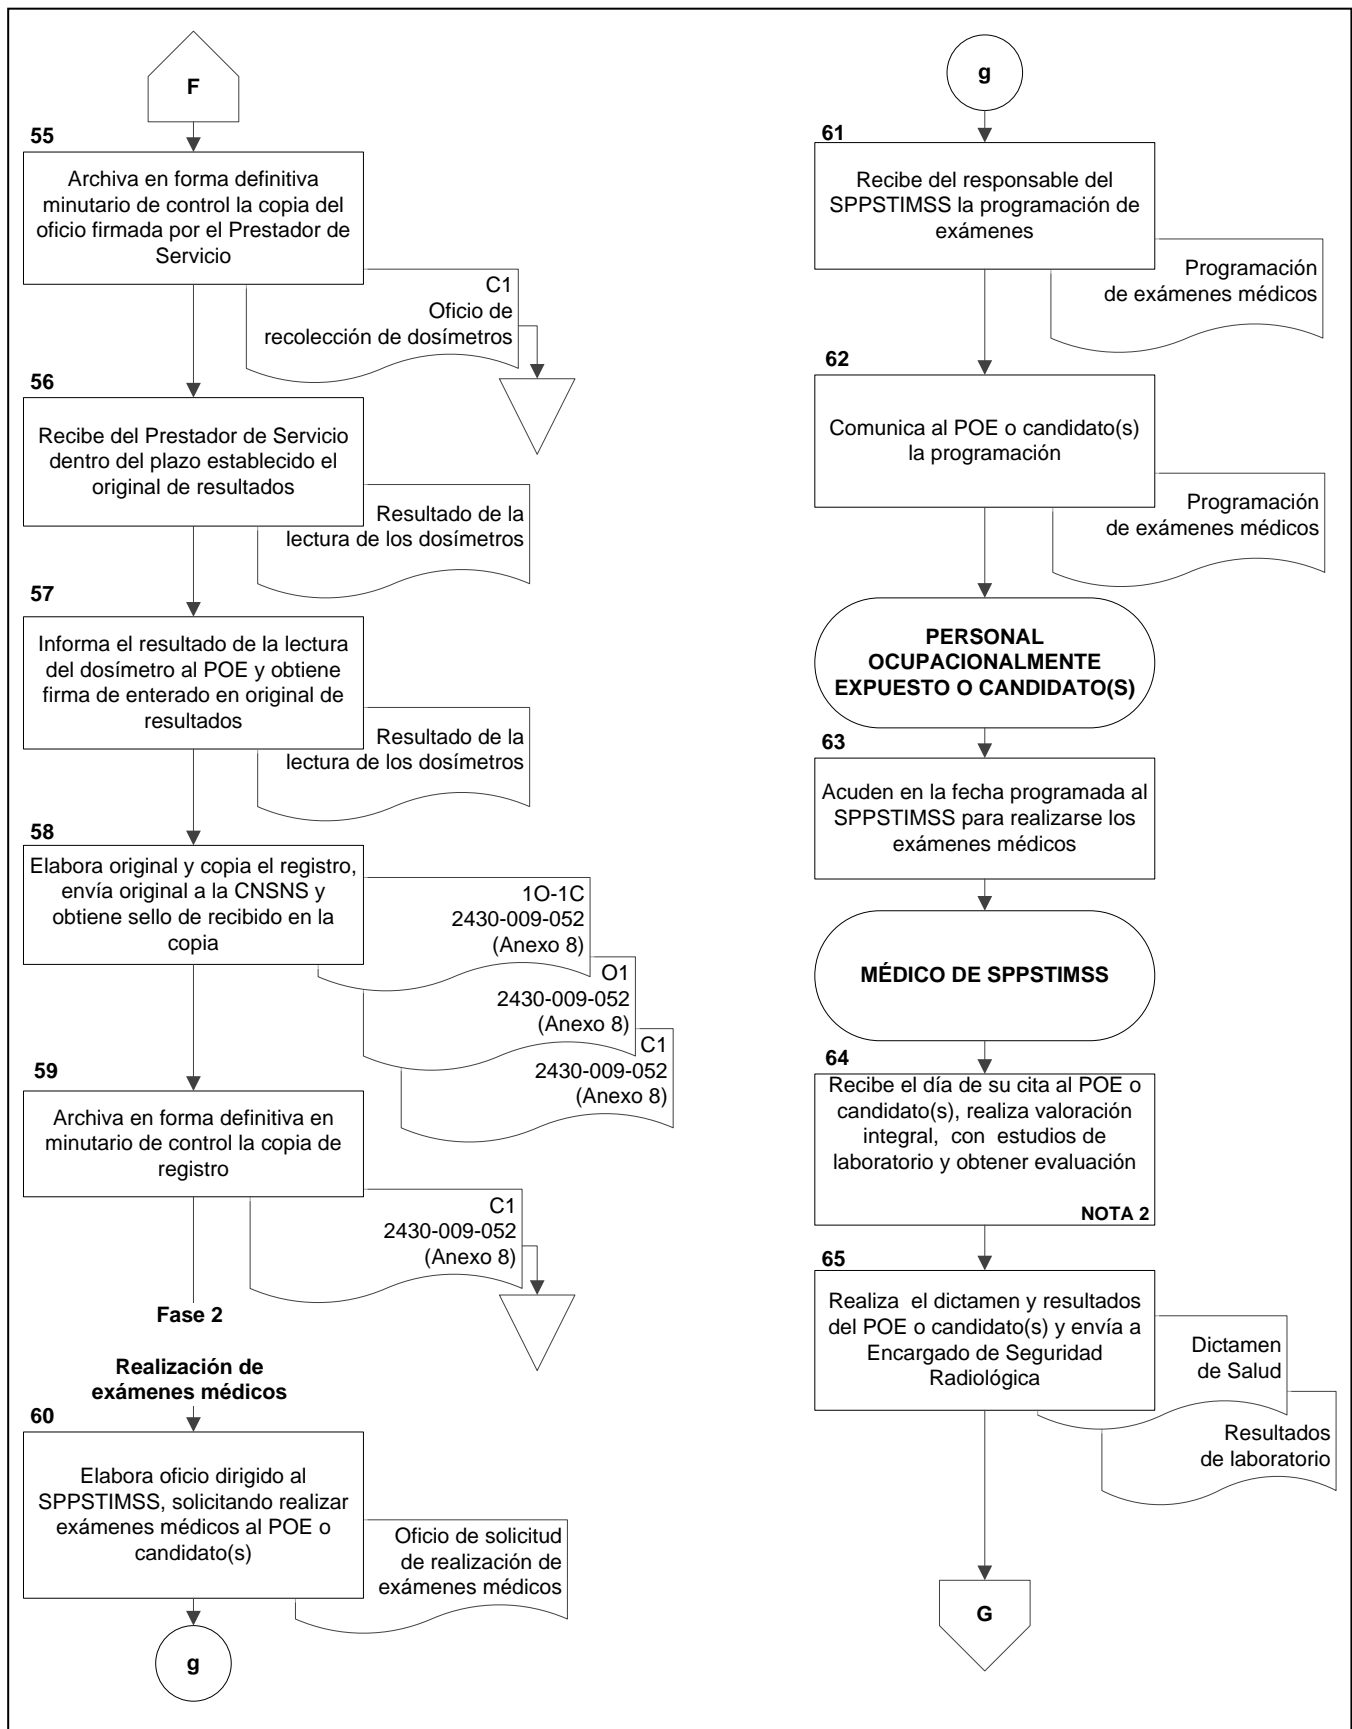 F
55
Archiva en forma definitiva
minutario de control la copia del
oficio firmada por el Prestador de
Servicio
C1
Oficio de
recolección de dosímetros
56
Recibe del Prestador de Servicio
dentro del plazo establecido el
original de resultados
Resultado de la
lectura de los dosímetros
57
Informa el resultado de la lectura
del dosímetro al POE y obtiene
firma de enterado en original de
resultados
Resultado de la
lectura de los dosímetros
58
Elabora original y copia el registro,
envía original a la CNSNS y
obtiene sello de recibido en la
copia
1O-1C
2430-009-052
(Anexo 8)
O1
2430-009-052
(Anexo 8)
C1
2430-009-052
(Anexo 8)
59
Archiva en forma definitiva en
minutario de control la copia de
registro
C1
2430-009-052
(Anexo 8)
Fase 2
Realización de
exámenes médicos
60
Elabora oficio dirigido al
SPPSTIMSS, solicitando realizar
exámenes médicos al POE o
candidato(s)
Oficio de solicitud
de realización de
exámenes médicos
g
g
61
Recibe del responsable del
SPPSTIMSS la programación de
exámenes
Programación
de exámenes médicos
62
Comunica al POE o candidato(s)
la programación
Programación
de exámenes médicos
PERSONAL
OCUPACIONALMENTE
EXPUESTO O CANDIDATO(S)
63
Acuden en la fecha programada al
SPPSTIMSS para realizarse los
exámenes médicos
MÉDICO DE SPPSTIMSS
64
Recibe el día de su cita al POE o
candidato(s), realiza valoración
integral, con estudios de
laboratorio y obtener evaluación
NOTA 2
65
Realiza el dictamen y resultados
del POE o candidato(s) y envía a
Encargado de Seguridad
Radiológica
Dictamen
de Salud
Resultados
de laboratorio
G